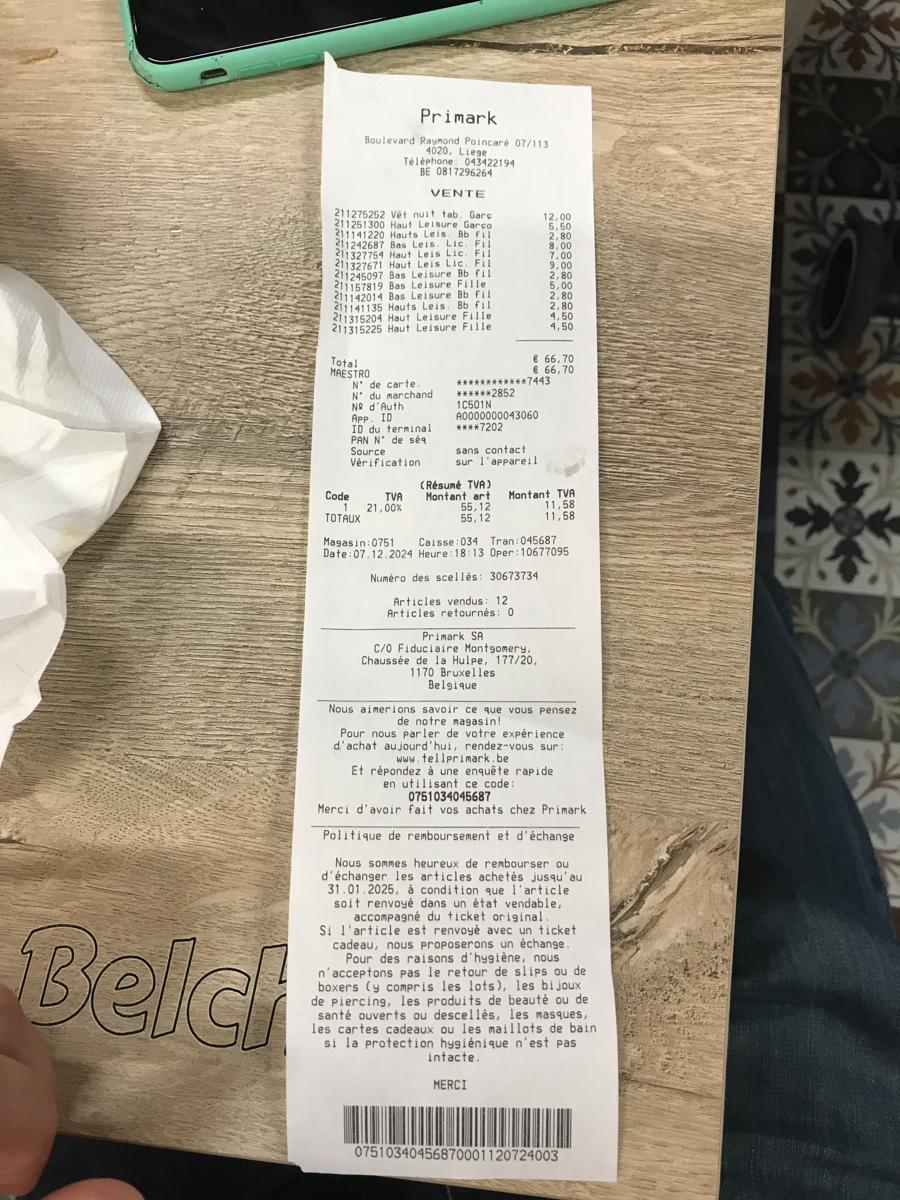 Primark
Boulevard Raymond Poincaré 07/113
4020, Liege
Téléphone: 043422194
BE 0817296264
VENTE
211275252 Vêt nuit tab. Garç 12,00
211251300 Haut Leisure Garço 5,50
211141220 Hauts Leis. Bb fil 2,80
211242687 Bas Leis. Lic. Fil 8,00
211327754 Haut Leis Lic. Fil 7,00
211327671 Haut Leis Lic. Fil 9,00
211245097 Bas Leisure Bb fil 2,80
211157819 Bas Leisure Fille 5,00
211142014 Bas Leisure Bb fil 2,80
211141135 Hauts Leis. Bb fil 2,80
211315204 Haut Leisure Fille 4,50
211315225 Haut Leisure Fille 4,50
Total € 66,70
MAESTRO € 66,70
N° de carte. ************7443
N° du marchand ******2852
Nº d'Auth 1C501N
App. ID A0000000043060
ID du terminal ****7202
PAN N° de séq
Source sans contact
Vérification sur l'appareil
(Résumé TVA)
Code TVA Montant art Montant TVA
1 21,00% 55,12 11,58
TOTAUX 55,12 11,58
Magasin:0751 Caisse:034 Tran:045687
Date:07.12.2024 Heure:18:13 Oper:10677095
Numéro des scellés: 30673734
Articles vendus: 12
Articles retournés: 0
Primark SA
C/O Fiduciaire Montgomery,
Chaussée de la Hulpe, 177/20,
1170 Bruxelles
Belgique
Nous aimerions savoir ce que vous pensez
de notre magasin!
Pour nous parler de votre expérience
d'achat aujourd'hui, rendez-vous sur:
www.tellprimark.be
Et répondez à une enquête rapide
en utilisant ce code:
0751034045687
Merci d'avoir fait vos achats chez Primark
Politique de remboursement et d'échange
Nous sommes heureux de rembourser ou
d'échanger les articles achetés jusqu'au
31.01.2025, à condition que l'article
soit renvoyé dans un état vendable,
accompagné du ticket original.
Si l'article est renvoyé avec un ticket
cadeau, nous proposerons un échange.
Pour des raisons d'hygiène, nous
n'acceptons pas le retour de slips ou de
boxers (y compris les lots), les bijoux
de piercing, les produits de beauté ou de
santé ouverts ou descellés, les masques,
les cartes cadeaux ou les maillots de bain
si la protection hygiénique n'est pas
intacte.
MERCI
07510340456870001120724003
Belch